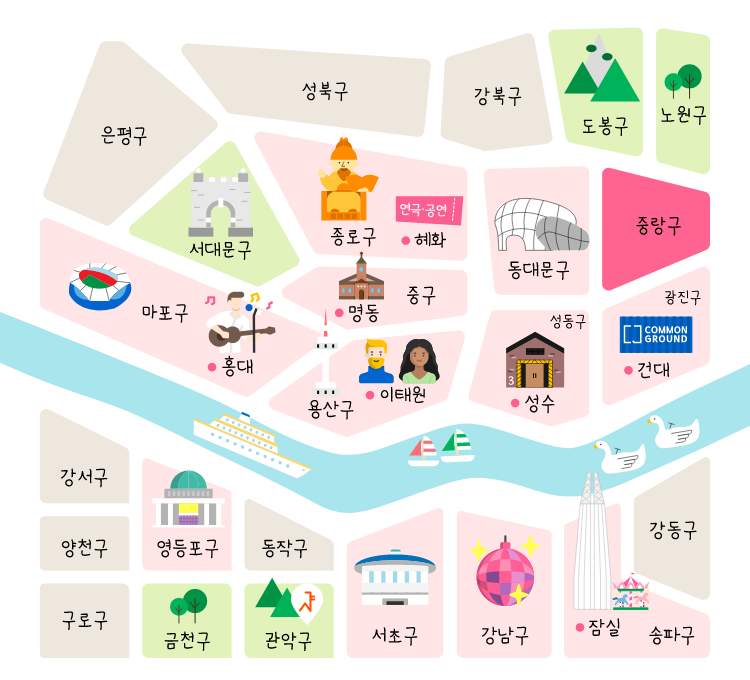 성북구
강북구
도봉구
노원구
은평구
서대문구
종로구
연극·공연
혜화
동대문구
중랑구
마포구
홍대
명동
중구
성동구
광진구
COMMON
GROUND
건대
용산구
이태원
3
성수
강서구
영등포구
양천구
동작구
강동구
구로구
금천구
관악구
서초구
강남구
잠실
송파구